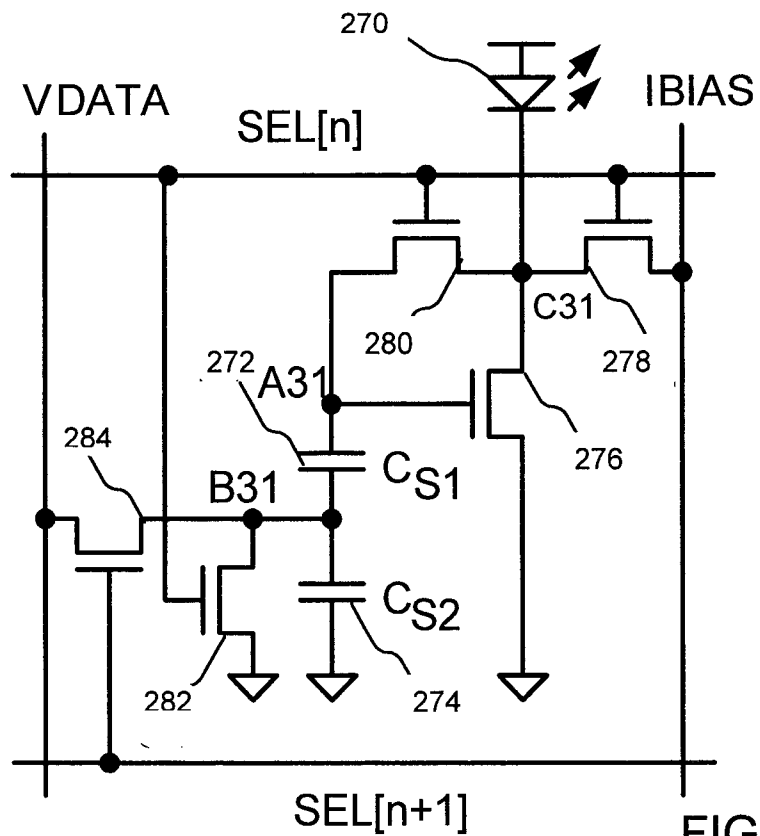 270
VDATA
IBIAS
SEL[n]
C31
280
278
272
A31
276
284
CS1
B31
CS2
282
274
SEL[n+1]
FIG